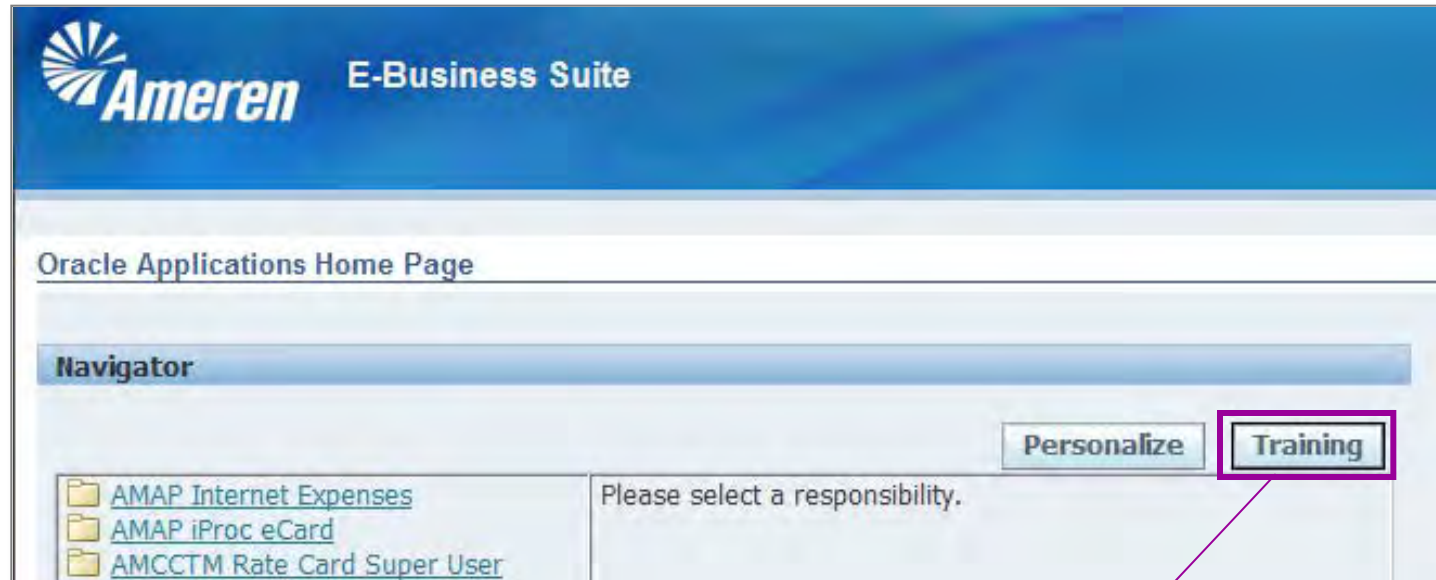 Ameren
E-Business Suite
Oracle Applications Home Page
Navigator
Personalize
Training
AMAP Internet Expenses
AMAP iProc eCard
AMCCTM Rate Card Super User
Please select a responsibility.